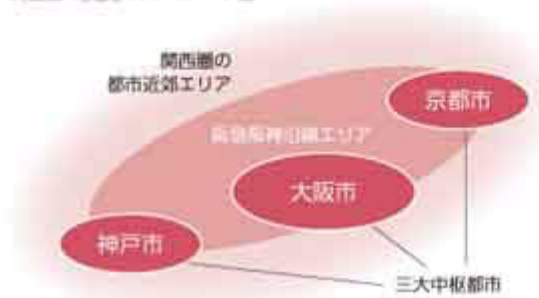 関西圏の
都市近郊エリア
京都市
阪急阪神沿線エリア
大阪市
神戸市
三大中枢都市